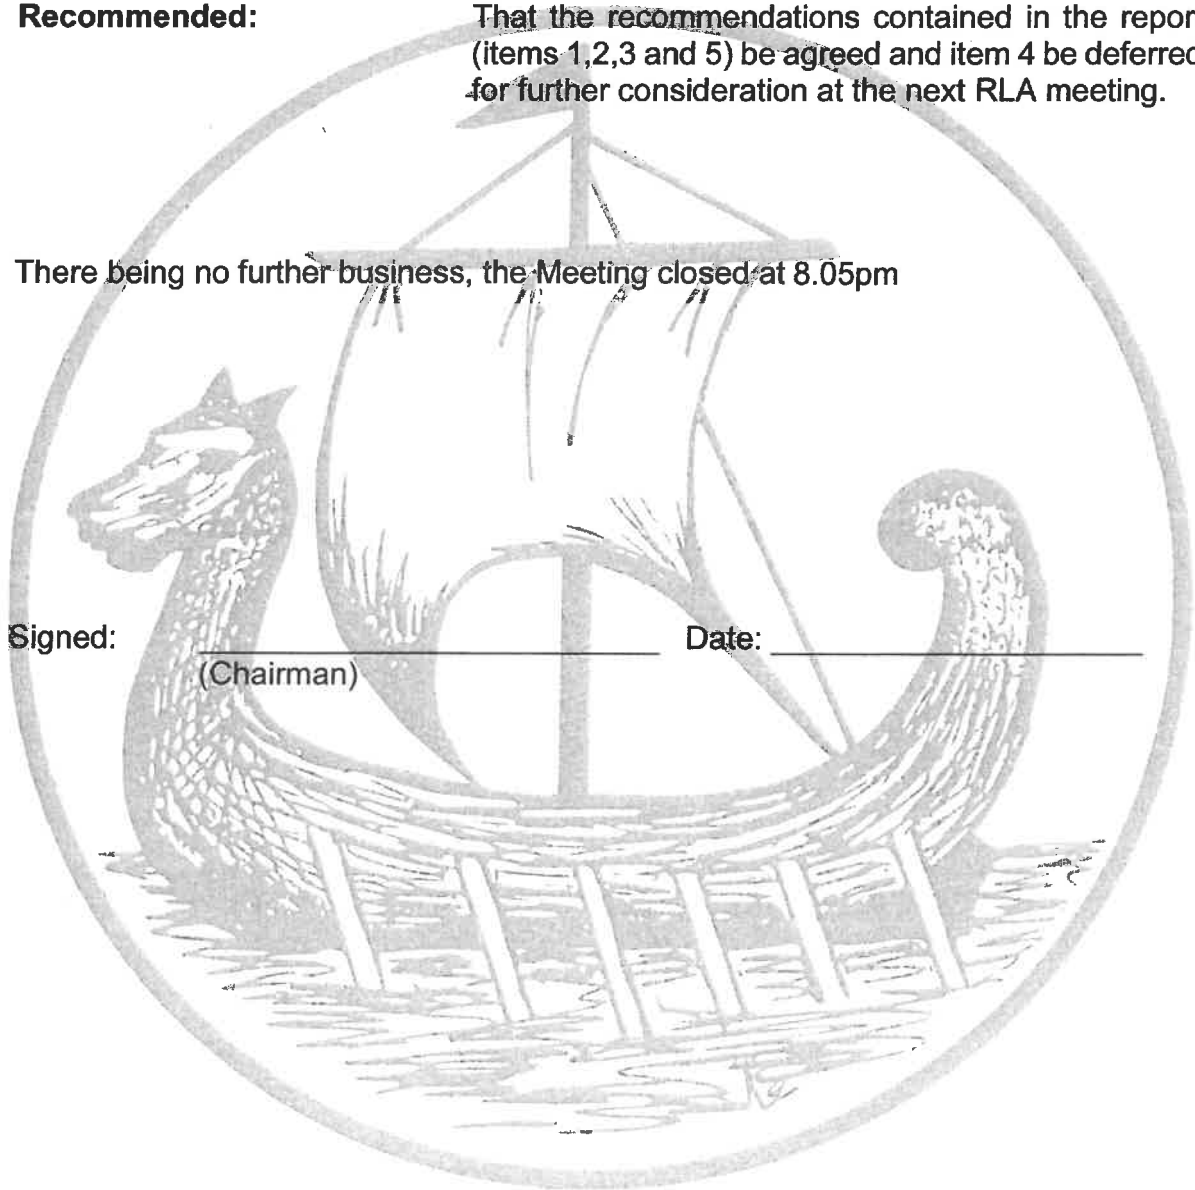 Recommended: That the recommendations contained in the repor
(items 1,2,3 and 5) be agreed and item 4 be deferred
for further consideration at the next RLA meeting.
There being no further business, the Meeting closed at 8.05pm
Signed: Date:
(Chairman)